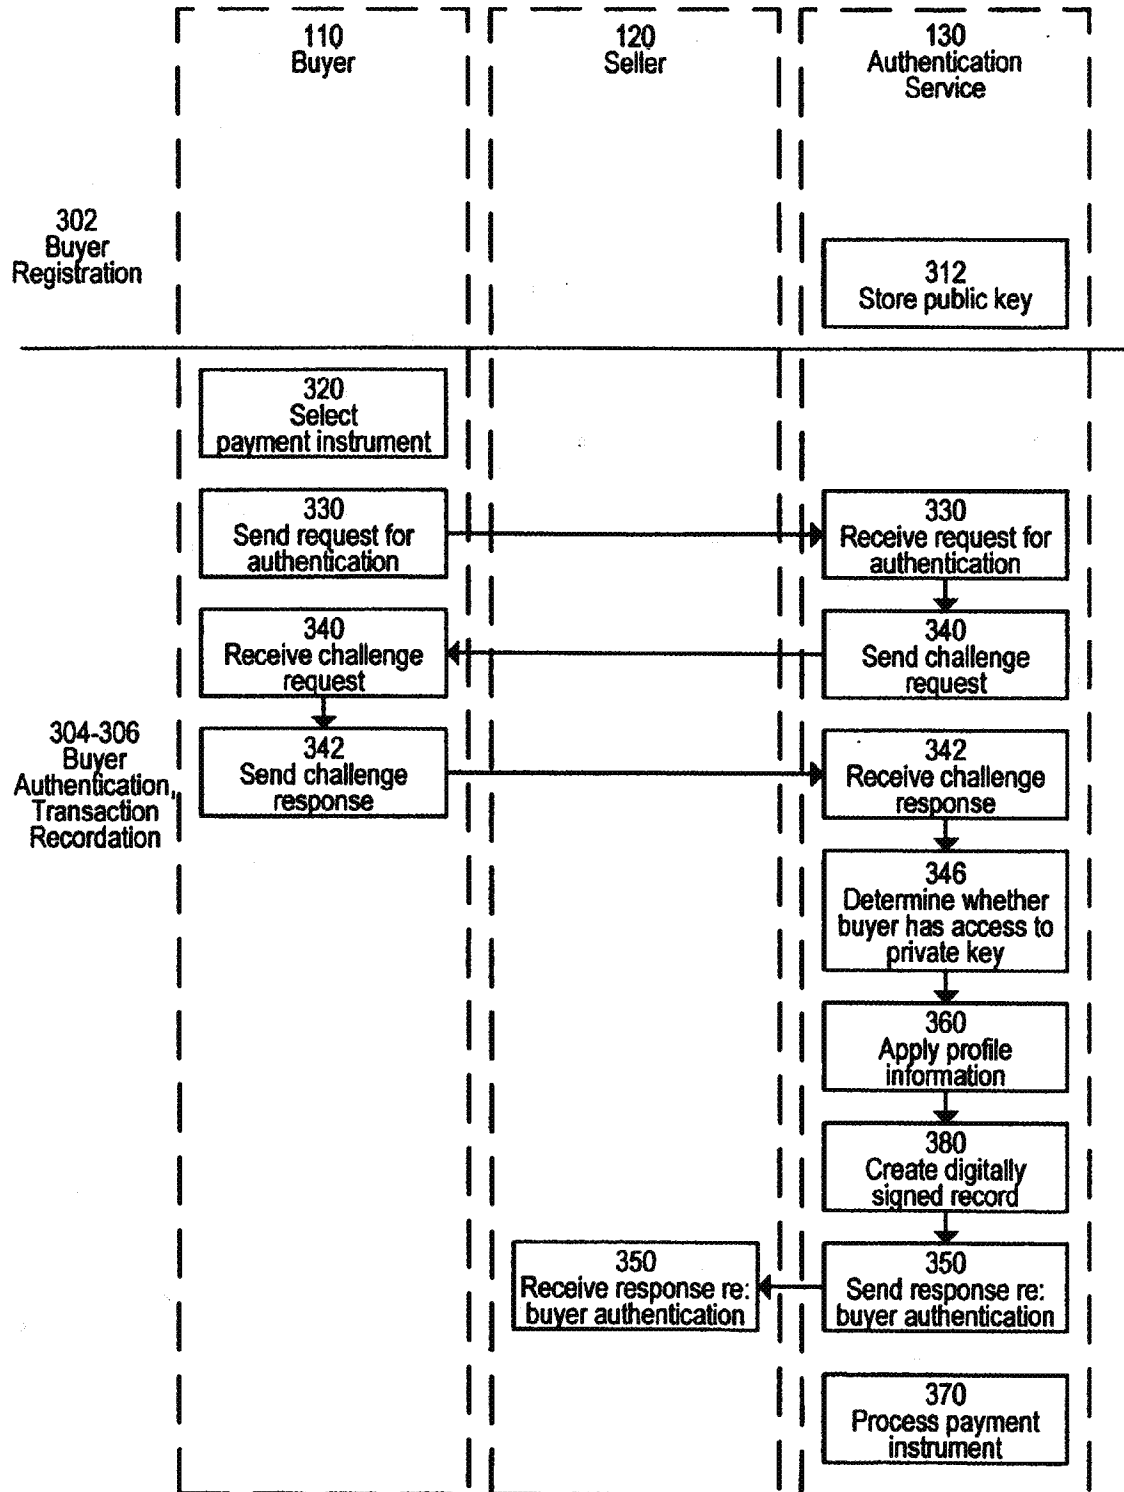 110
Buyer
120
Seller
130
Authentication
Service
302
Buyer
Registration
312
Store public key
320
Select
payment instrument
330
Send request for
authentication
330
Receive request for
authentication
340
Receive challenge
request
340
Send challenge
request
304-306
Buyer
Authentication,
Transaction
Recordation
342
Send challenge
response
342
Receive challenge
response
346
Determine whether
buyer has access to
private key
360
Apply profile
information
380
Create digitally
signed record
350
Receive response re:
buyer authentication
350
Send response re:
buyer authentication
370
Process payment
instrument